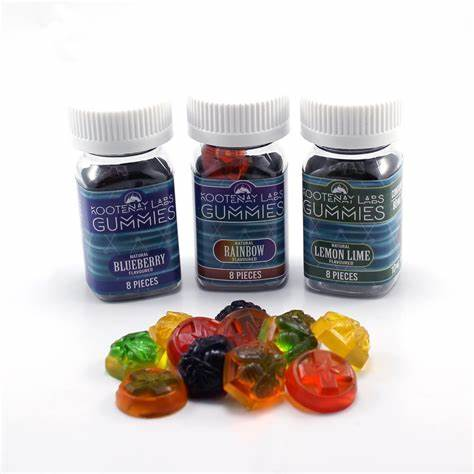 KOOTENAY LABS
GUMMIES
NATURAL
BLUEBERRY
FLAVOURED
8 PIECES
KOOTENAY LABS
GUMMIES
NATURAL
RAINBOW
FLAVOURED
8 PIECES
KOOTENAY LABS
GUMMIES
NATURAL
LEMON LIME
FLAVOURED
8 PIECES